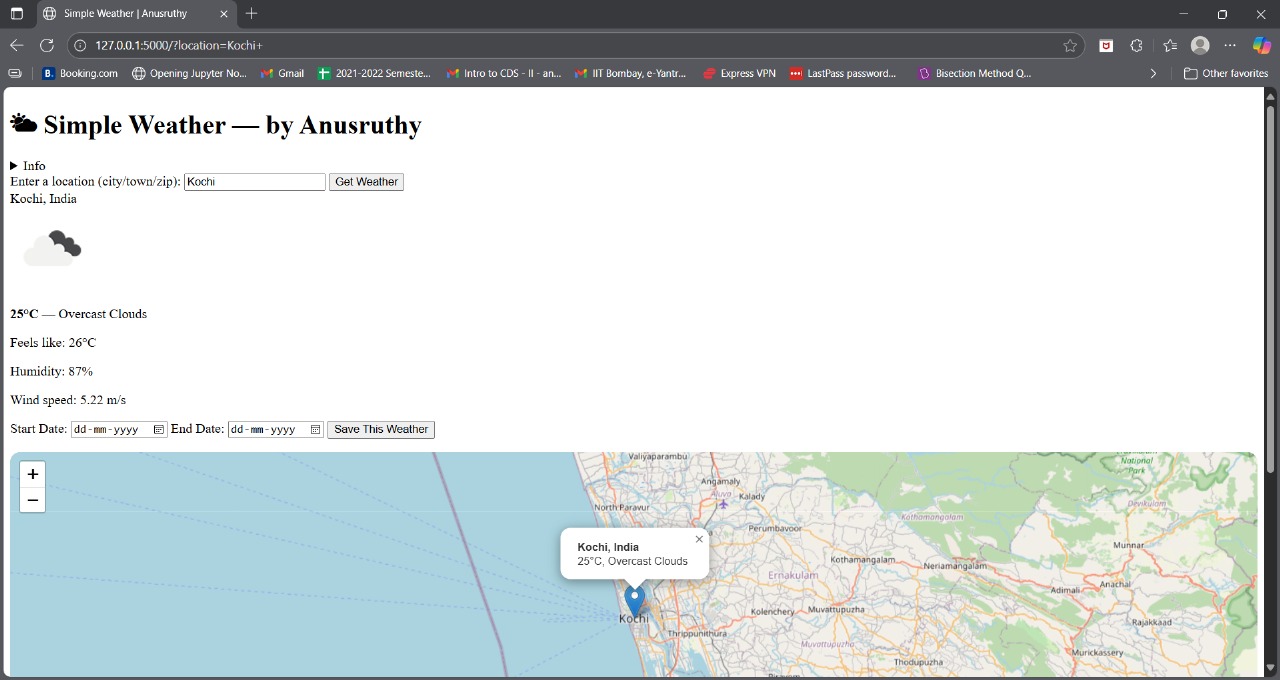 Simple Weather | Anusruthy
127.0.0.1:5000/?location=Kochi+
Booking.com
Opening Jupyter No...
Gmail
2021-2022 Semeste...
Intro to CDS - II - an...
IIT Bombay, e-Yantr...
Express VPN
LastPass password...
Bisection Method Q...
Other favorites
Simple Weather — by Anusruthy
Info
Enter a location (city/town/zip): Kochi Get Weather
Kochi, India
25°C — Overcast Clouds
Feels like: 26°C
Humidity: 87%
Wind speed: 5.22 m/s
Start Date: dd-mm-yyyy End Date: dd-mm-yyyy Save This Weather
+
−
Valiyaparambu
National
Park
Angamaly
Aluva
Kalady
North Paravur
Kothamangalam
Devikulam
Perumbavoor
Kochi, India
25°C, Overcast Clouds
Munnar
Kothamangalam
Neriamangalam
Ernakulam
Anachal
Adimali
Kolenchery
Muvattupuzha
Kochi
Rajakkad
Thrippunithura
Muvattupuzha
Murickassery
Thodupuzha